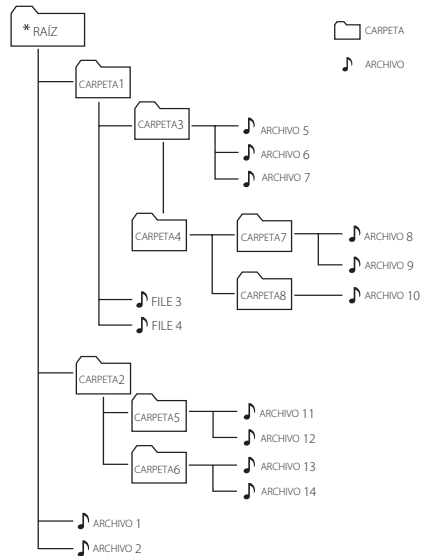 * RAÍZ
CARPETA
ARCHIVO
CARPETA1
CARPETA3
ARCHIVO 5
ARCHIVO 6
ARCHIVO 7
CARPETA4
CARPETA7
ARCHIVO 8
ARCHIVO 9
CARPETA8
ARCHIVO 10
FILE 3
FILE 4
CARPETA2
CARPETA5
ARCHIVO 11
ARCHIVO 12
CARPETA6
ARCHIVO 13
ARCHIVO 14
ARCHIVO 1
ARCHIVO 2